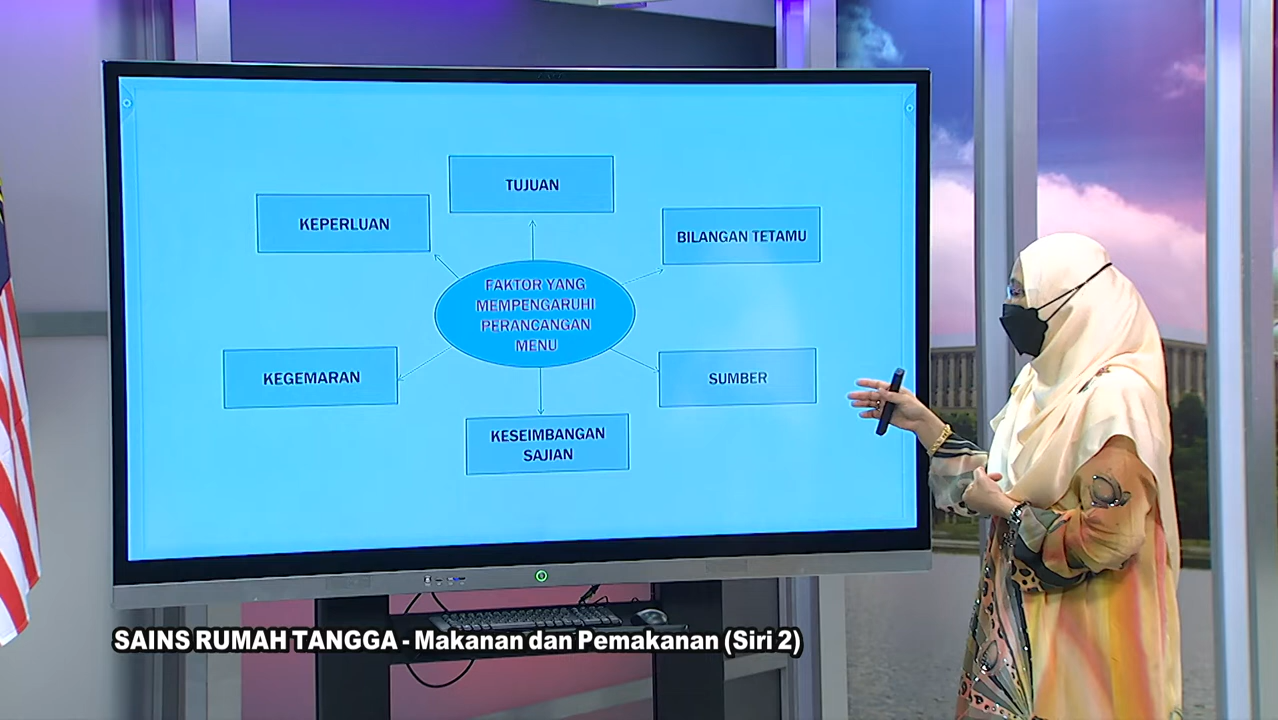 TUJUAN
KEPERLUAN
BILANGAN TETAMU
FAKTOR YANG
MEMPENGARUHI
PERANCANGAN
MENU
KEGEMARAN
SUMBER
KESEIMBANGAN
SAJIAN
SAINS RUMAH TANGGA - Makanan dan Pemakanan (Siri 2)